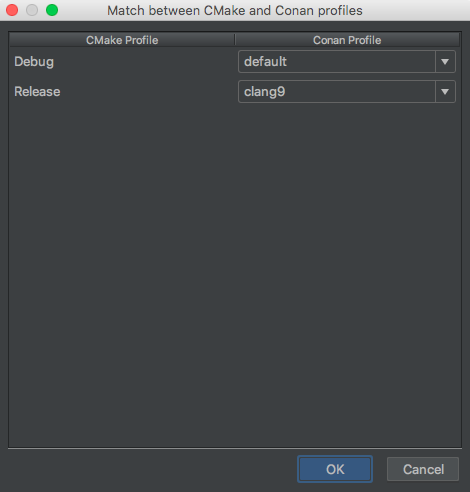 Match between CMake and Conan profiles
CMake Profile Conan Profile
Debug default
Release clang9
OK Cancel